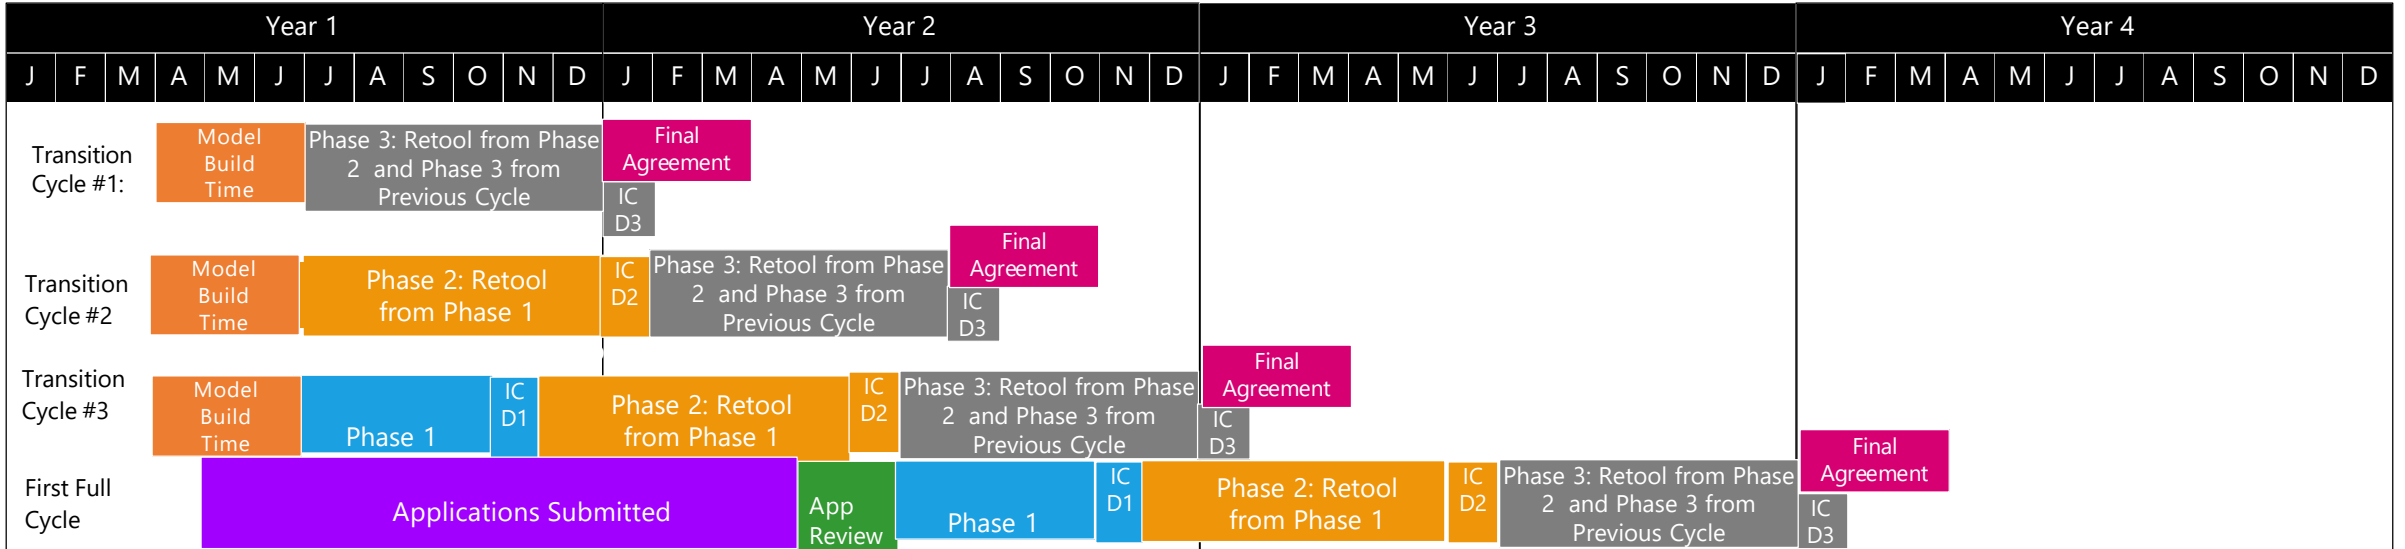 Year 1 Year 2 Year 3 Year 4
J F M A M J J A S O N D J F M A M J J A S O N D J F M A M J J A S O N D J F M A M J J A S O N D
Transition
Cycle #1:
Model
Build
Time
Phase 3: Retool from Phase
2 and Phase 3 from
Previous Cycle
Final
Agreement
IC
D3
Transition
Cycle #2
Model
Build
Time
Phase 2: Retool
from Phase 1
IC
D2
Phase 3: Retool from Phase
2 and Phase 3 from
Previous Cycle
Final
Agreement
IC
D3
Transition
Cycle #3
Model
Build
Time
Phase 1
IC
D1
Phase 2: Retool
from Phase 1
IC
D2
Phase 3: Retool from Phase
2 and Phase 3 from
Previous Cycle
Final
Agreement
IC
D3
First Full
Cycle
Applications Submitted
App
Review
Phase 1
IC
D1
Phase 2: Retool
from Phase 1
IC
D2
Phase 3: Retool from Phase
2 and Phase 3 from
Previous Cycle
Final
Agreement
IC
D3